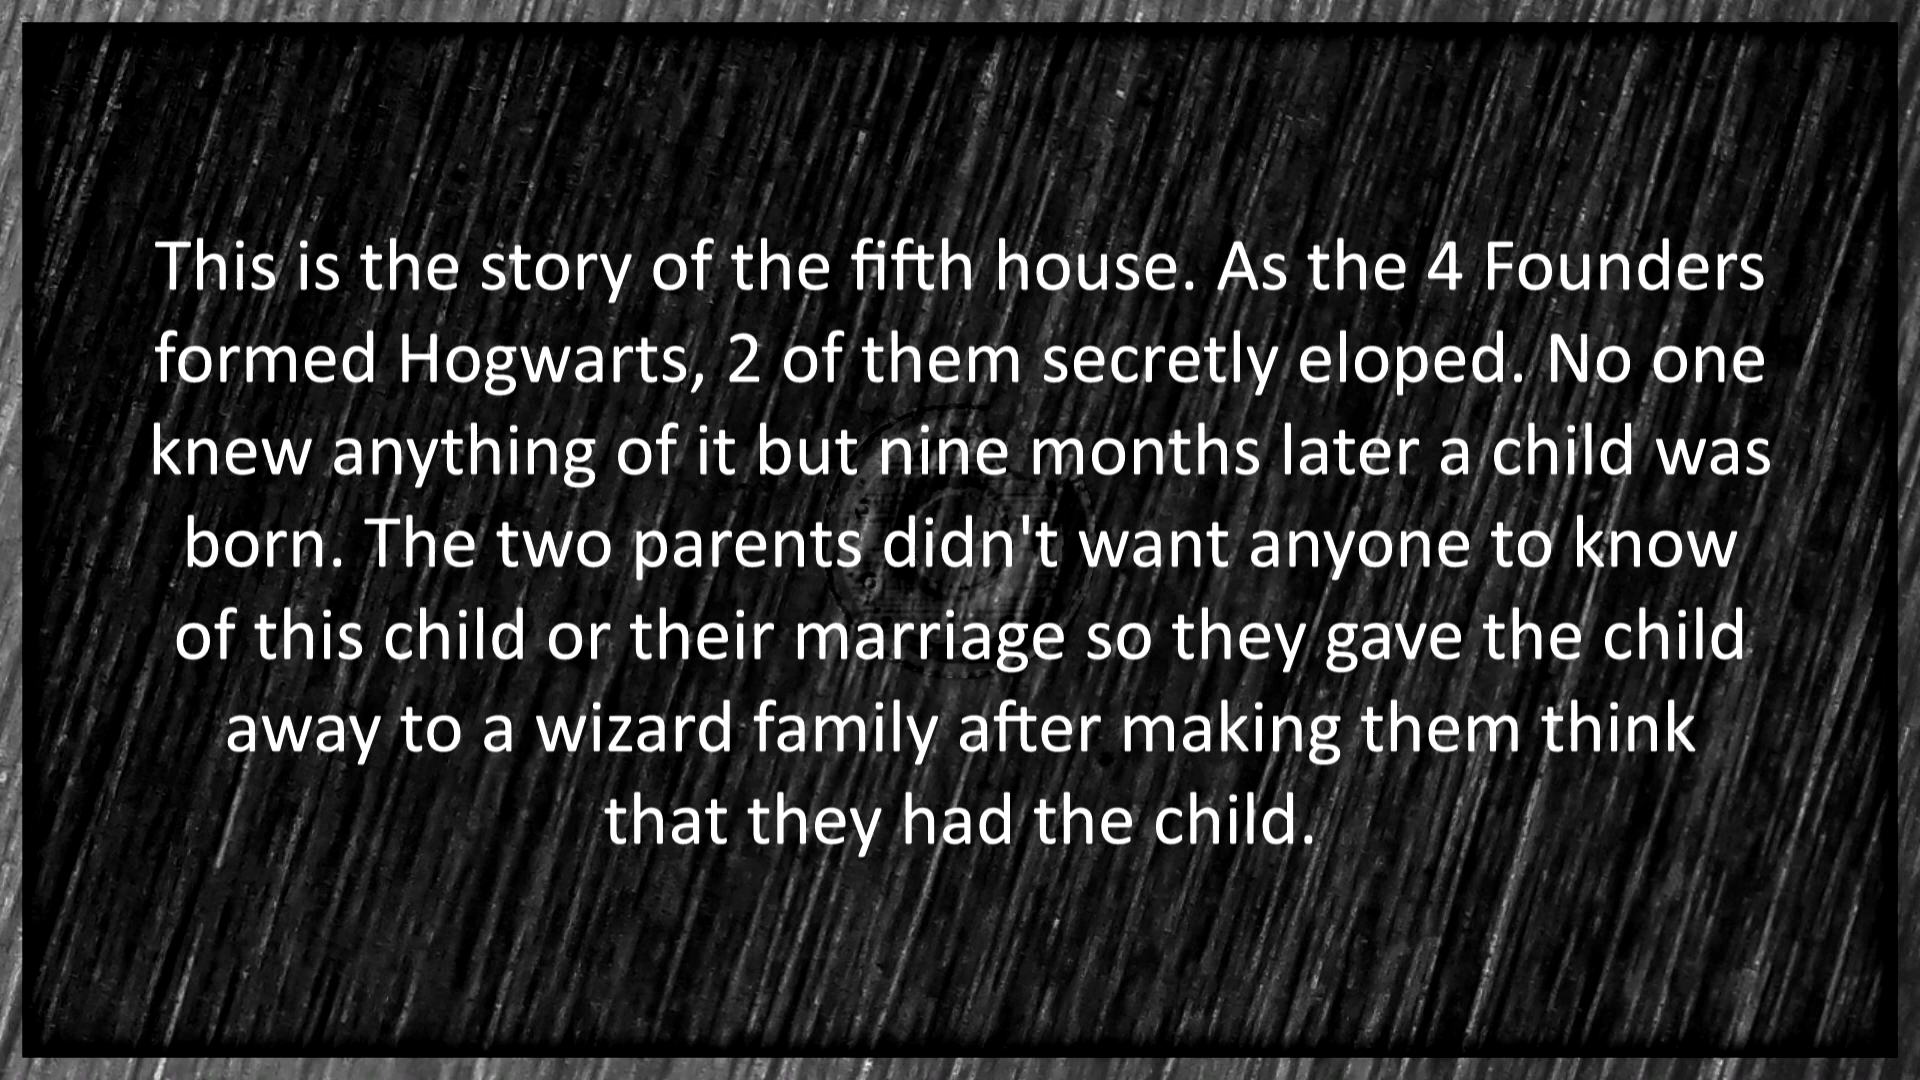 This is the story of the fifth house. As the 4 Founders
formed Hogwarts, 2 of them secretly eloped. No one
knew anything of it but nine months later a child was
born. The two parents didn't want anyone to know
of this child or their marriage so they gave the child
away to a wizard family after making them think
that they had the child.